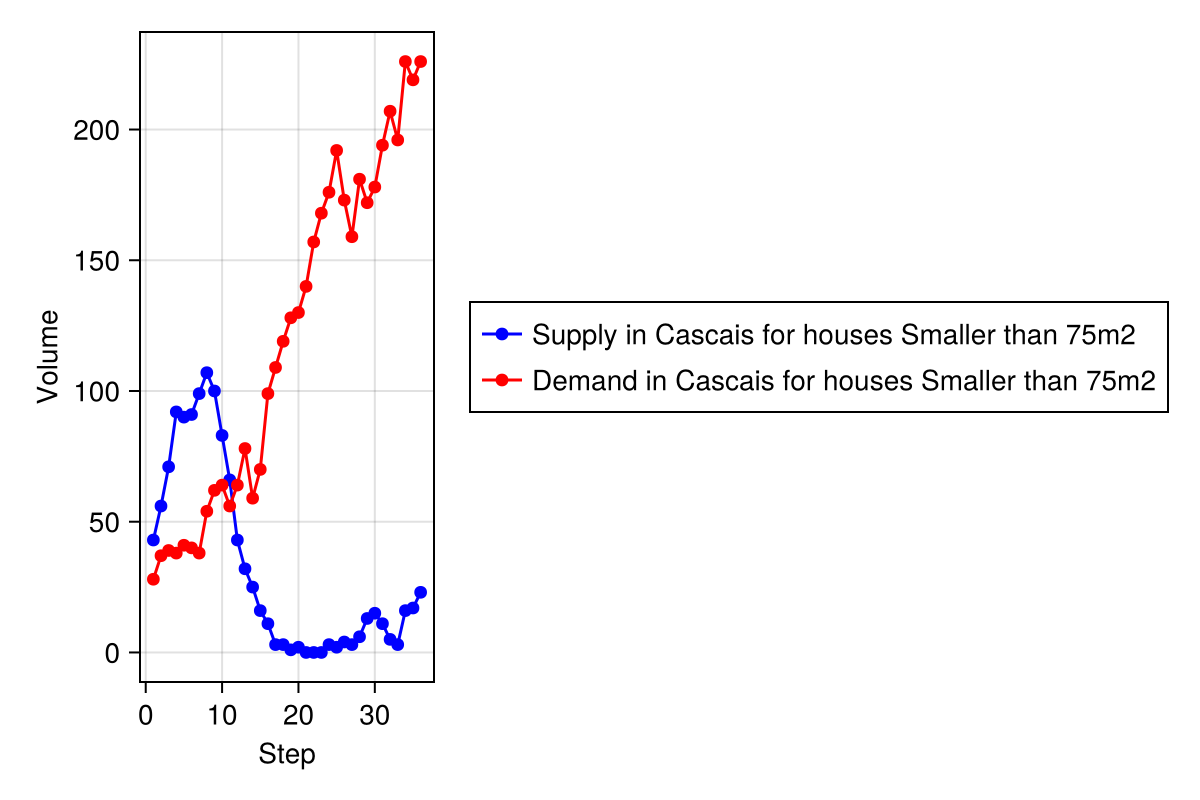 200
150
100
50
0
Volume
0 10 20 30
Step
Supply in Cascais for houses Smaller than 75m2
Demand in Cascais for houses Smaller than 75m2